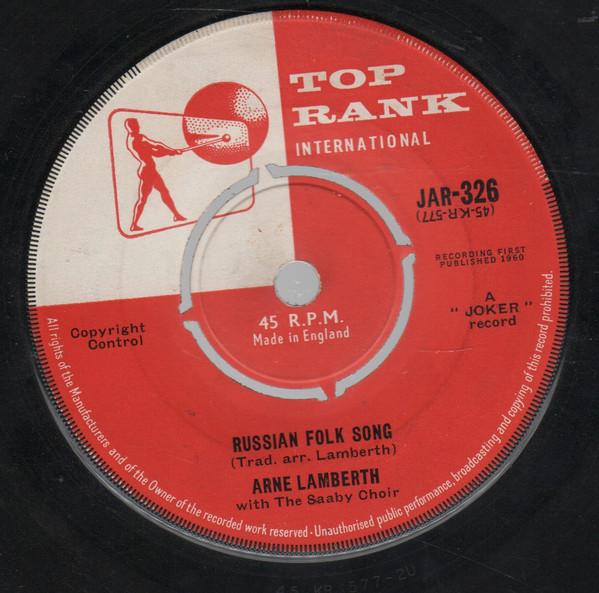 TOP
RANK
INTERNATIONAL
JAR-326
(45-KR-577)
RECORDING FIRST
PUBLISHED 1960
A
"JOKER"
record
Copyright
Control
45 R.P.M.
Made in England
RUSSIAN FOLK SONG
(Trad. arr. Lamberth)
ARNE LAMBERTH
with The Saaby Choir
All rights of the Manufacturers and of the Owner of the recorded work reserved - Unauthorised public performance, broadcasting and copying of this record prohibited.